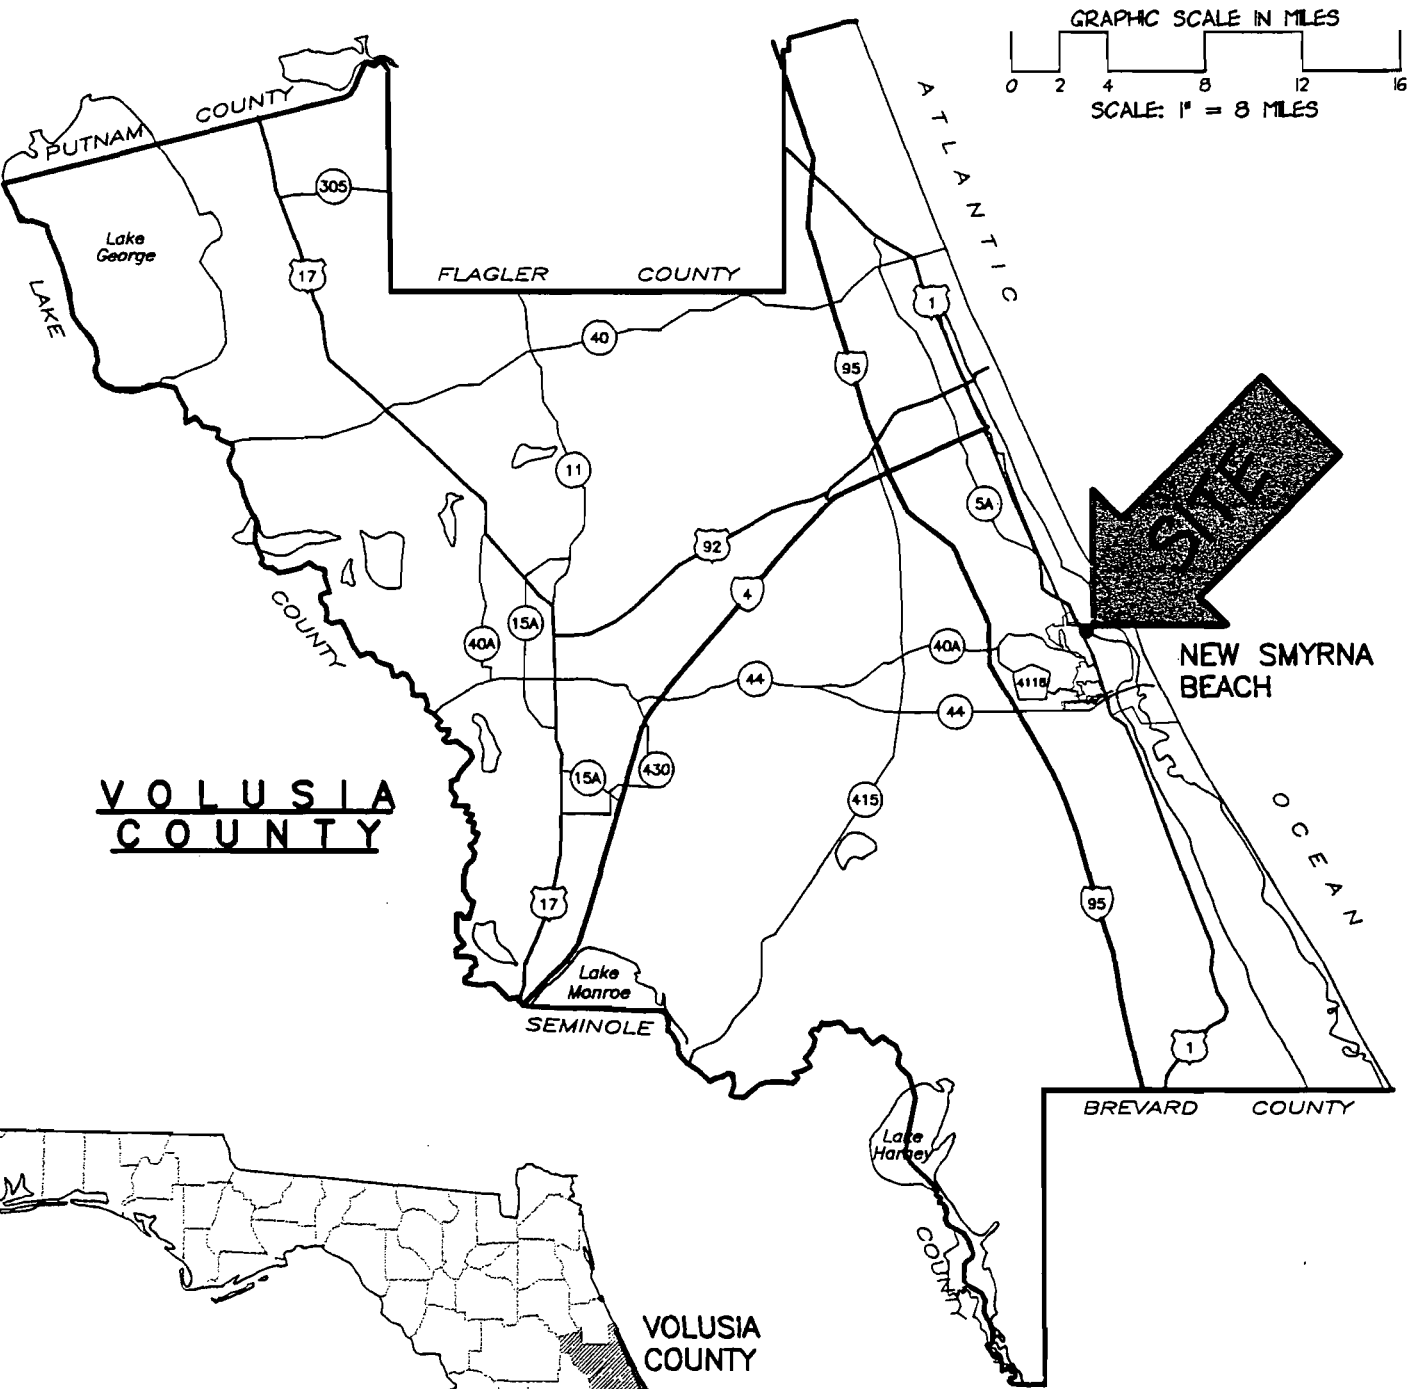 GRAPHIC SCALE IN MILES
0 2 4 8 12 16
SCALE: 1" = 8 MILES
ATLANTIC
PUTNAM COUNTY
305
Lake
George
LAKE
17
FLAGLER COUNTY
1
40
95
11
SITE
5A
92
4
COUNTY
15A
40A
40A
NEW SMYRNA
BEACH
44
4118
44
15A
430
VOLUSIA
COUNTY
415
OCEAN
17
95
Lake
Monroe
SEMINOLE
1
BREVARD COUNTY
Lake
Harney
COUNTY
VOLUSIA
COUNTY